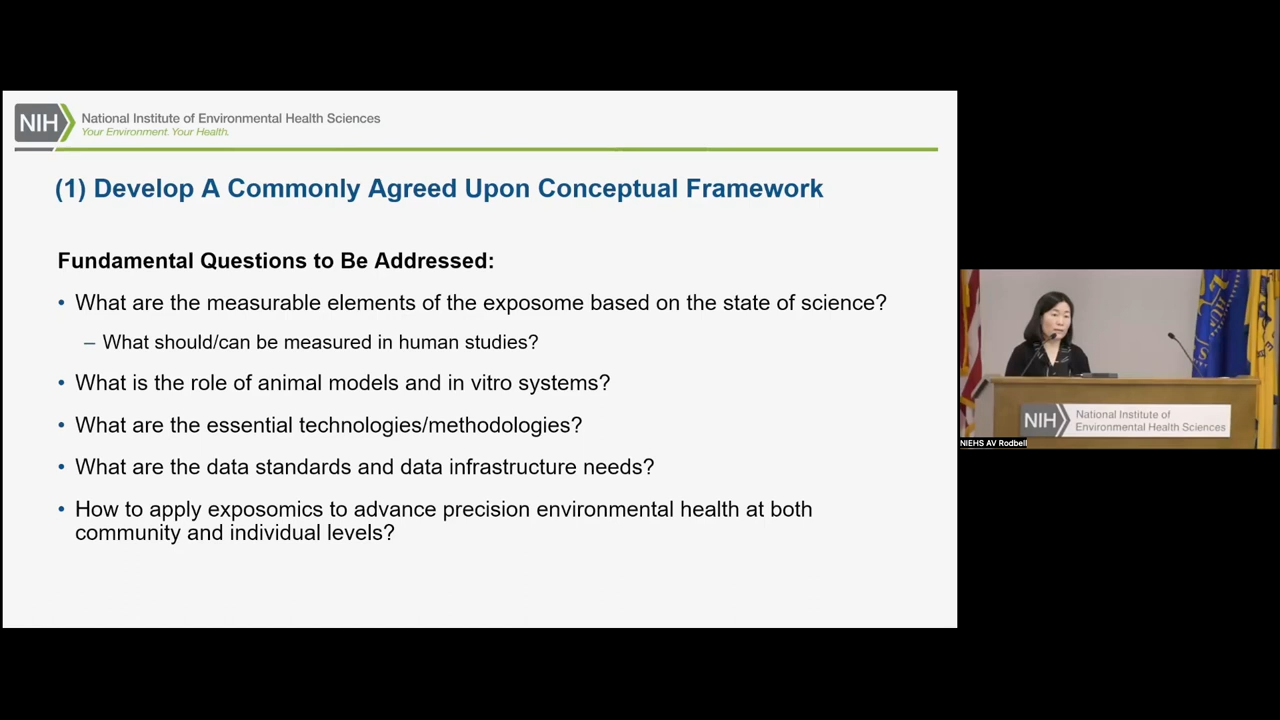 NIH
National Institute of Environmental Health Sciences
Your Environment. Your Health.
(1) Develop A Commonly Agreed Upon Conceptual Framework
Fundamental Questions to Be Addressed:
• What are the measurable elements of the exposome based on the state of science?
– What should/can be measured in human studies?
• What is the role of animal models and in vitro systems?
• What are the essential technologies/methodologies?
• What are the data standards and data infrastructure needs?
• How to apply exposomics to advance precision environmental health at both
community and individual levels?
NIH
National Institute of
Environmental Health Sciences
NIEHS AV Rodbell